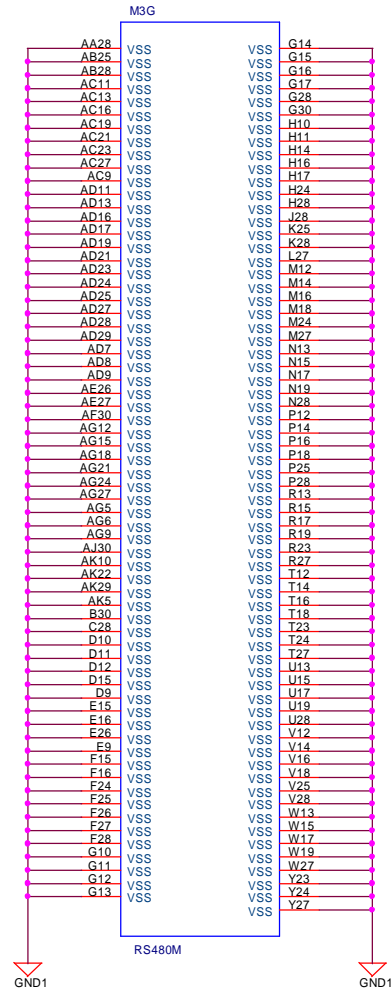 M3G
AA28 VSS VSS G14
AB25 VSS VSS G15
AB28 VSS VSS G16
AC11 VSS VSS G17
AC13 VSS VSS G28
AC16 VSS VSS G30
AC19 VSS VSS H10
AC21 VSS VSS H11
AC23 VSS VSS H14
AC27 VSS VSS H16
AC9 VSS VSS H17
AD11 VSS VSS H24
AD13 VSS VSS H28
AD16 VSS VSS J28
AD17 VSS VSS K25
AD19 VSS VSS K28
AD21 VSS VSS L27
AD23 VSS VSS M12
AD24 VSS VSS M14
AD25 VSS VSS M16
AD27 VSS VSS M18
AD28 VSS VSS M24
AD29 VSS VSS M27
AD7 VSS VSS N13
AD8 VSS VSS N15
AD9 VSS VSS N17
AE26 VSS VSS N19
AE27 VSS VSS N28
AF30 VSS VSS P12
AG12 VSS VSS P14
AG15 VSS VSS P16
AG18 VSS VSS P18
AG21 VSS VSS P25
AG24 VSS VSS P28
AG27 VSS VSS R13
AG5 VSS VSS R15
AG6 VSS VSS R17
AG9 VSS VSS R19
AJ30 VSS VSS R23
AK10 VSS VSS R27
AK22 VSS VSS T12
AK29 VSS VSS T14
AK5 VSS VSS T16
B30 VSS VSS T18
C28 VSS VSS T23
D10 VSS VSS T24
D11 VSS VSS T27
D12 VSS VSS U13
D15 VSS VSS U15
D9 VSS VSS U17
E15 VSS VSS U19
E16 VSS VSS U28
E26 VSS VSS V12
E9 VSS VSS V14
F15 VSS VSS V16
F16 VSS VSS V18
F24 VSS VSS V25
F25 VSS VSS V28
F26 VSS VSS W13
F27 VSS VSS W15
F28 VSS VSS W17
G10 VSS VSS W19
G11 VSS VSS W27
G12 VSS VSS Y23
G13 VSS VSS Y24
VSS Y27
RS480M
GND1 GND1